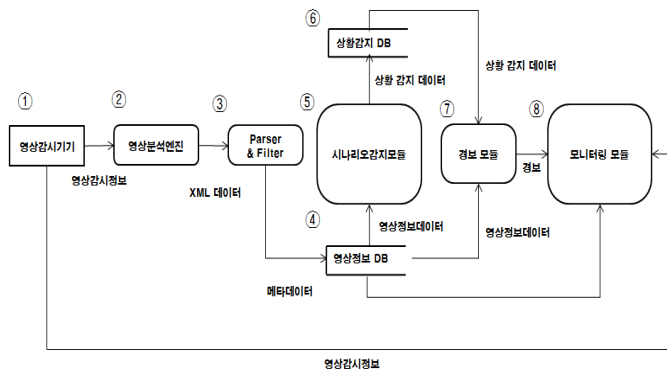 ⑥
상황감지 DB
상황 감지 데이터
상황 감지 데이터
①
②
③
⑤
⑦
⑧
영상감시기기
영상분석엔진
Parser
& Filter
시나리오감지모듈
경보 모듈
모니터링 모듈
경보
영상감시정보
XML 데이터
④
영상정보데이터
영상정보데이터
영상정보 DB
메타데이터
영상감시정보